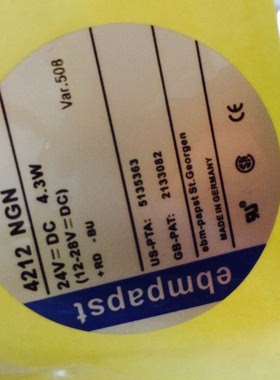 ebmpapst
4212 NGN
24V⎓DC 4.3W
(12-28V⎓DC)
+RD -BU
Var.508
US-PTA: 5135363
GB-PAT: 2133082
ebm-papst St.Georgen
MADE IN GERMANY
CE